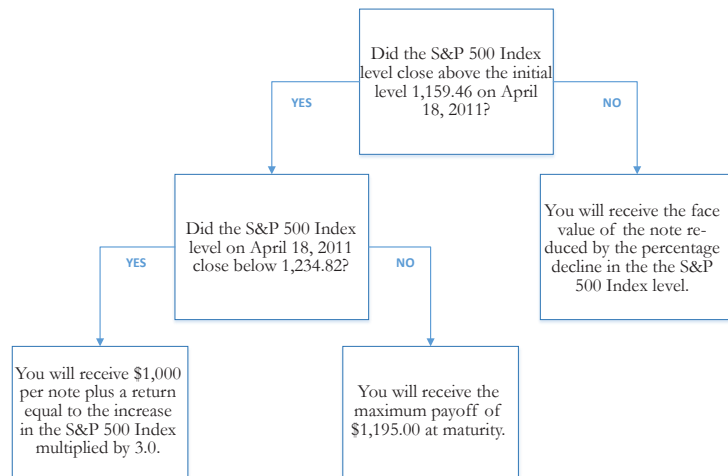 Did the S&P 500 Index
level close above the initial
level 1,159.46 on April
18, 2011?
YES
NO
Did the S&P 500 Index
level on April 18, 2011
close below 1,234.82?
You will receive the face
value of the note re-
duced by the percentage
decline in the the S&P
500 Index level.
YES
NO
You will receive $1,000
per note plus a return
equal to the increase
in the S&P 500 Index
multiplied by 3.0.
You will receive the
maximum payoff of
$1,195.00 at maturity.